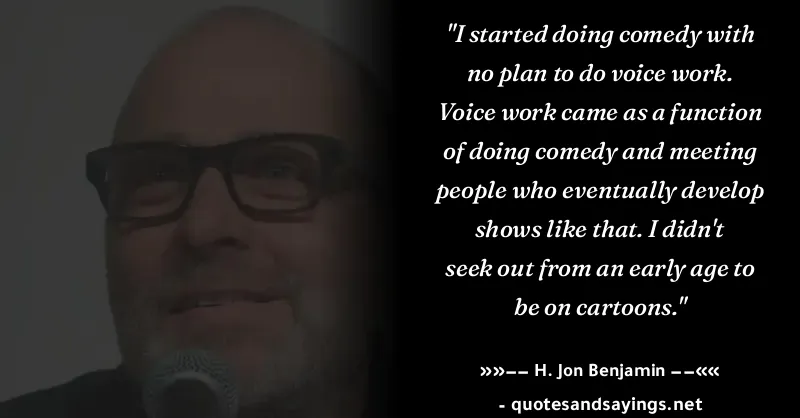 "I started doing comedy with
no plan to do voice work.
Voice work came as a function
of doing comedy and meeting
people who eventually develop
shows like that. I didn't
seek out from an early age to
be on cartoons."
»»–– H. Jon Benjamin ––««
- quotesandsayings.net